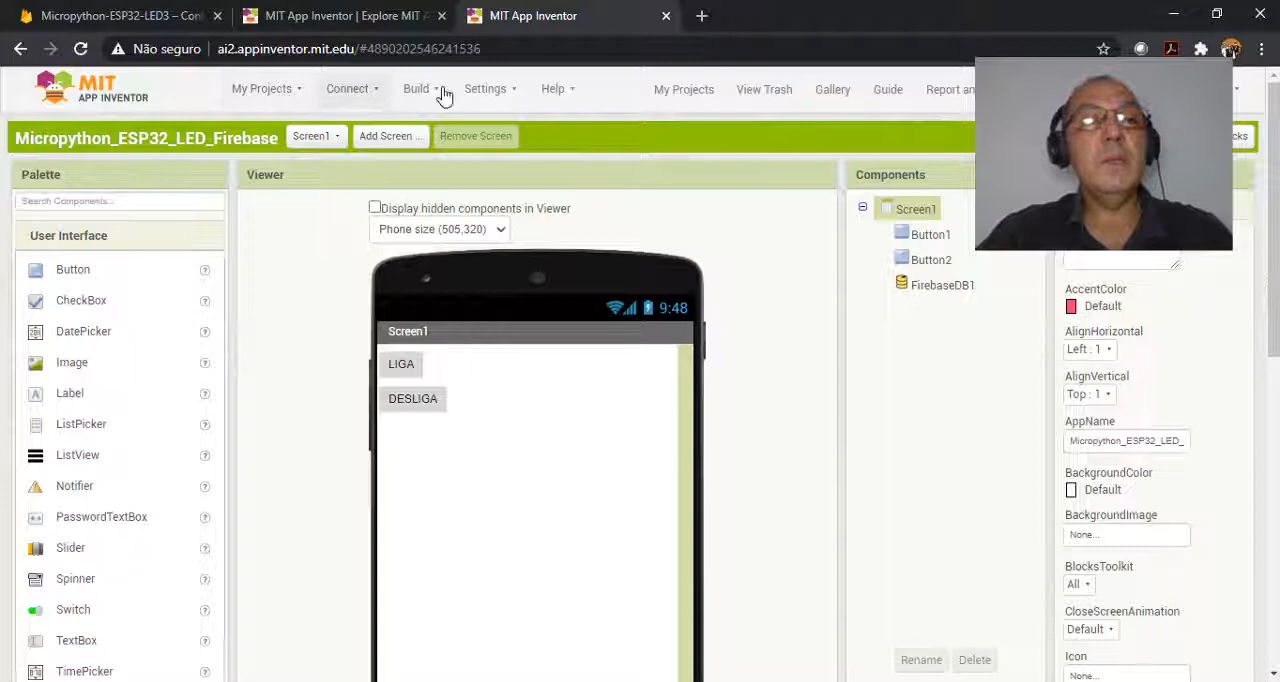 Micropython-ESP32-LED3 – Con
MIT App Inventor | Explore MIT A
MIT App Inventor
Não seguro
ai2.appinventor.mit.edu/#4890202546241536
MIT
APP INVENTOR
My Projects
Connect
Build
Settings
Help
My Projects
View Trash
Gallery
Guide
Report an
Micropython_ESP32_LED_Firebase
Screen1
Add Screen ...
Remove Screen
cks
Palette
Viewer
Components
Search Components...
User Interface
Button
CheckBox
DatePicker
Image
Label
ListPicker
ListView
Notifier
PasswordTextBox
Slider
Spinner
Switch
TextBox
TimePicker
Display hidden components in Viewer
Phone size (505,320)
9:48
Screen1
LIGA
DESLIGA
Screen1
Button1
Button2
FirebaseDB1
Rename
Delete
AccentColor
Default
AlignHorizontal
Left : 1
AlignVertical
Top : 1
AppName
Micropython_ESP32_LED_
BackgroundColor
Default
BackgroundImage
None...
BlocksToolkit
All
CloseScreenAnimation
Default
Icon
None...